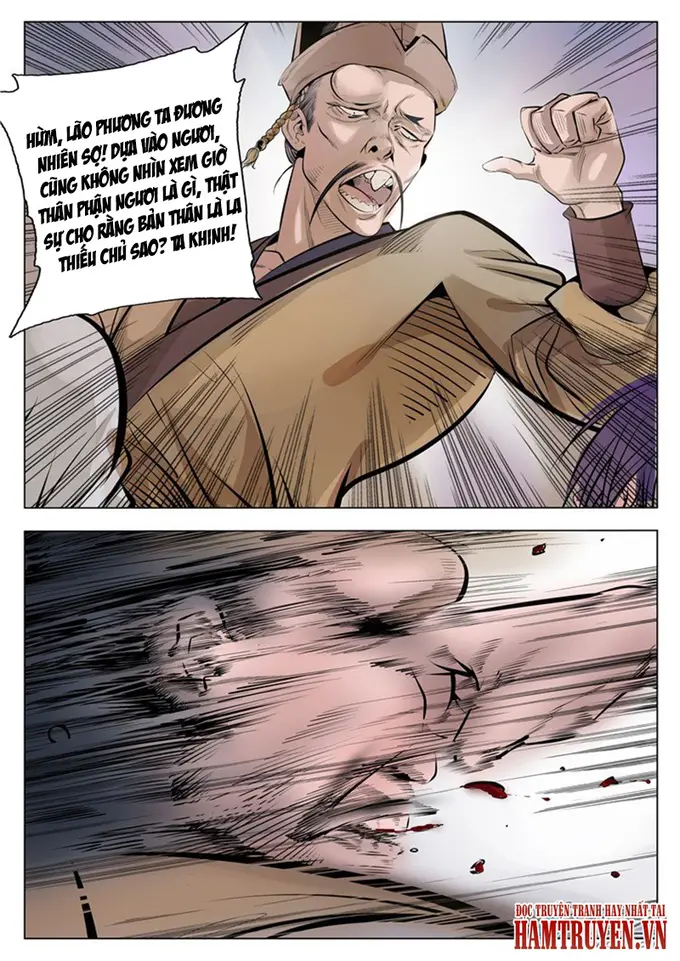 HỪM, LÃO PHƯƠNG TA ĐƯƠNG
NHIÊN SỢ! DỰA VÀO NGƯƠI,
CŨNG KHÔNG NHÌN XEM GIỜ
THÂN PHẬN NGƯƠI LÀ GÌ, THẬT
SỰ CHO RẰNG BẢN THÂN LÀ LA
THIẾU CHỦ SAO? TA KHINH!
ĐỌC TRUYỆN TRANH HAY NHẤT TẠI
HAMTRUYEN.VN